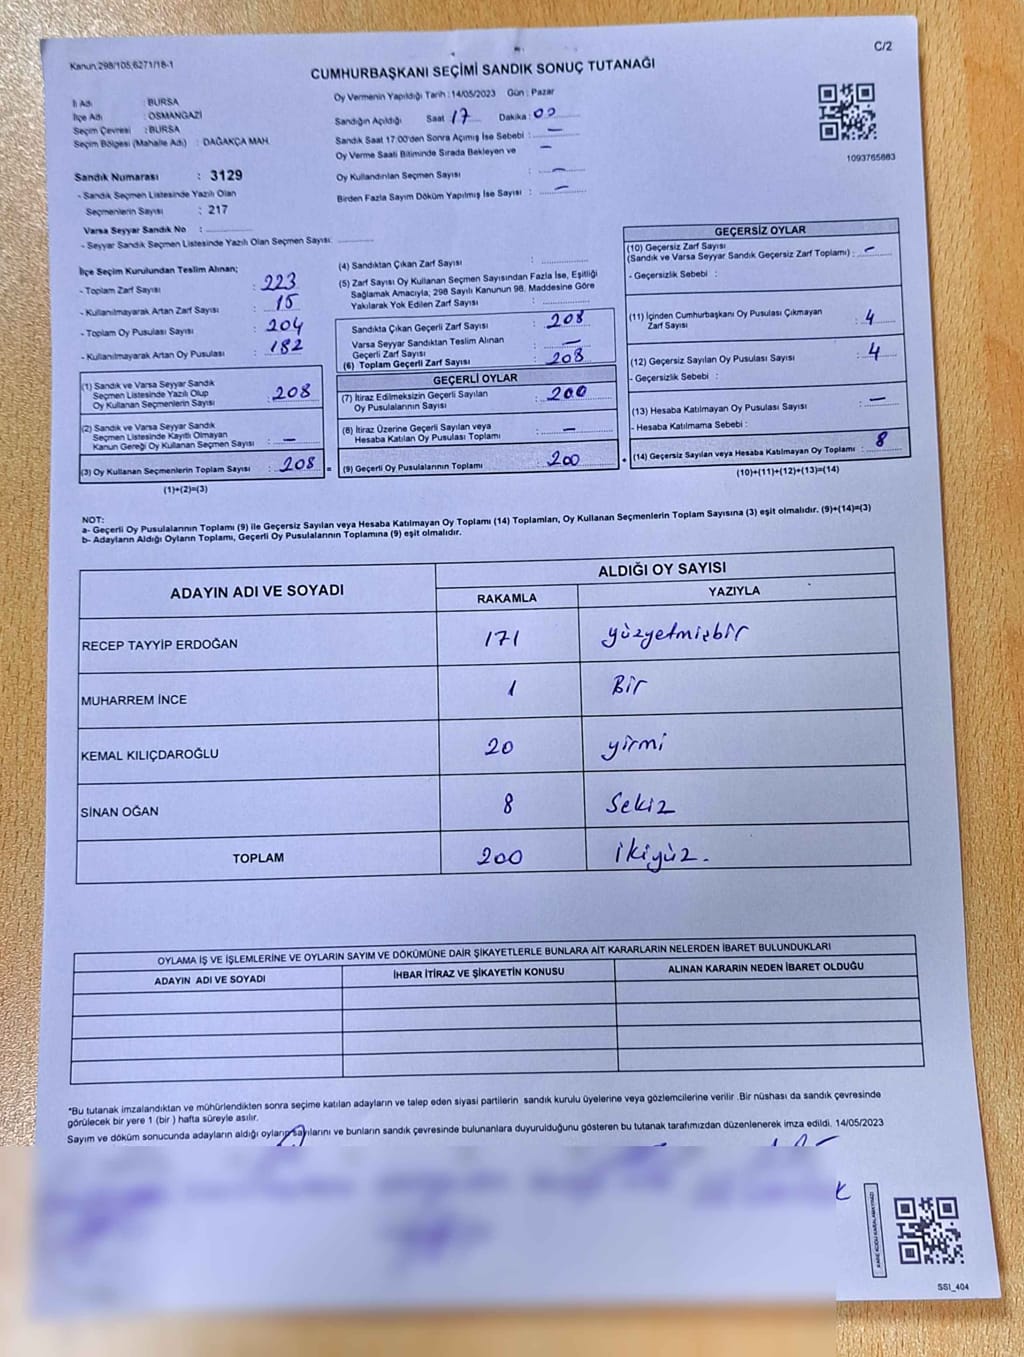 Kanun,298/105,6271/18-1
C/2
CUMHURBAŞKANI SEÇİMİ SANDIK SONUÇ TUTANAĞI
İl Adı : BURSA
İlçe Adı : OSMANGAZİ
Seçim Çevresi : BURSA
Seçim Bölgesi (Mahalle Adı) : DAĞAKÇA MAH.
Sandık Numarası : 3129
- Sandık Seçmen Listesinde Yazılı Olan
Seçmenlerin Sayısı : 217
Varsa Seyyar Sandık No :
- Seyyar Sandık Seçmen Listesinde Yazılı Olan Seçmen Sayısı:
Oy Vermenin Yapıldığı Tarih : 14/05/2023 Gün : Pazar
Sandığın Açıldığı Saat 17 Dakika : 00
Sandık Saat 17:00'den Sonra Açımış İse Sebebi : —
Oy Verme Saati Bitiminde Sırada Bekleyen ve —
Oy Kullandırılan Seçmen Sayısı : —
Birden Fazla Sayım Döküm Yapılmış İse Sayısı : —
1093765663
İlçe Seçim Kurulundan Teslim Alınan;
- Toplam Zarf Sayısı : 223
- Kullanılmayarak Artan Zarf Sayısı : 15
- Toplam Oy Pusulası Sayısı : 204
- Kullanılmayarak Artan Oy Pusulası : 182
(1) Sandık ve Varsa Seyyar Sandık
Seçmen Listesinde Yazılı Olup
Oy Kullanan Seçmenlerin Sayısı : 208
(2) Sandık ve Varsa Seyyar Sandık
Seçmen Listesinde Kayıtlı Olmayan
Kanun Gereği Oy Kullanan Seçmen Sayısı : —
(3) Oy Kullanan Seçmenlerin Toplam Sayısı : 208 =
(1)+(2)=(3)
(4) Sandıktan Çıkan Zarf Sayısı :
(5) Zarf Sayısı Oy Kullanan Seçmen Sayısından Fazla İse, Eşitliği
Sağlamak Amacıyla; 298 Sayılı Kanunun 98. Maddesine Göre
Yakılarak Yok Edilen Zarf Sayısı :
Sandıkta Çıkan Geçerli Zarf Sayısı : 208
Varsa Seyyar Sandıktan Teslim Alınan
Geçerli Zarf Sayısı : —
(6) Toplam Geçerli Zarf Sayısı : 208
GEÇERLİ OYLAR
(7) İtiraz Edilmeksizin Geçerli Sayılan
Oy Pusulalarının Sayısı : 200
(8) İtiraz Üzerine Geçerli Sayılan veya
Hesaba Katılan Oy Pusulası Toplamı : —
(9) Geçerli Oy Pusulalarının Toplamı : 200 +
GEÇERSİZ OYLAR
(10) Geçersiz Zarf Sayısı
(Sandık ve Varsa Seyyar Sandık Geçersiz Zarf Toplamı) : —
- Geçersizlik Sebebi :
(11) İçinden Cumhurbaşkanı Oy Pusulası Çıkmayan
Zarf Sayısı : 4
(12) Geçersiz Sayılan Oy Pusulası Sayısı : 4
- Geçersizlik Sebebi :
(13) Hesaba Katılmayan Oy Pusulası Sayısı : —
- Hesaba Katılmama Sebebi :
(14) Geçersiz Sayılan veya Hesaba Katılmayan Oy Toplamı : 8
(10)+(11)+(12)+(13)=(14)
NOT:
a- Geçerli Oy Pusulalarının Toplamı (9) ile Geçersiz Sayılan veya Hesaba Katılmayan Oy Toplamı (14) Toplamları, Oy Kullanan Seçmenlerin Toplam Sayısına (3) eşit olmalıdır. (9)+(14)=(3)
b- Adayların Aldığı Oyların Toplamı, Geçerli Oy Pusulalarının Toplamına (9) eşit olmalıdır.
ADAYIN ADI VE SOYADI ALDIĞI OY SAYISI
RAKAMLA YAZIYLA
RECEP TAYYİP ERDOĞAN 171 yüzyetmişbir
MUHARREM İNCE 1 Bir
KEMAL KILIÇDAROĞLU 20 yirmi
SİNAN OĞAN 8 Sekiz
TOPLAM 200 ikiyüz.
OYLAMA İŞ VE İŞLEMLERİNE VE OYLARIN SAYIM VE DÖKÜMÜNE DAİR ŞİKAYETLERLE BUNLARA AİT KARARLARIN NELERDEN İBARET BULUNDUKLARI
ADAYIN ADI VE SOYADI İHBAR İTİRAZ VE ŞİKAYETİN KONUSU ALINAN KARARIN NEDEN İBARET OLDUĞU
*Bu tutanak imzalandıktan ve mühürlendikten sonra seçime katılan adayların ve talep eden siyasi partilerin sandık kurulu üyelerine veya gözlemcilerine verilir .Bir nüshası da sandık çevresinde
görülecek bir yere 1 (bir ) hafta süreyle asılır.
Sayım ve döküm sonucunda adayların aldığı oyların sayılarını ve bunların sandık çevresinde bulunanlara duyurulduğunu gösteren bu tutanak tarafımızdan düzenlenerek imza edildi. 14/05/2023
SS1_404